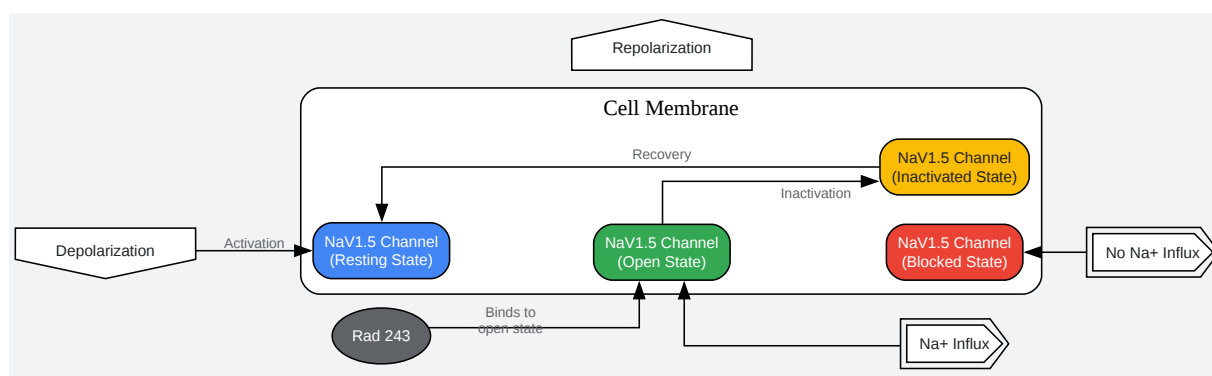 Repolarization
Cell Membrane
Recovery
NaV1.5 Channel
(Inactivated State)
Inactivation
Depolarization
Activation
NaV1.5 Channel
(Resting State)
NaV1.5 Channel
(Open State)
NaV1.5 Channel
(Blocked State)
No Na+ Influx
Rad 243
Binds to
open state
Na+ Influx